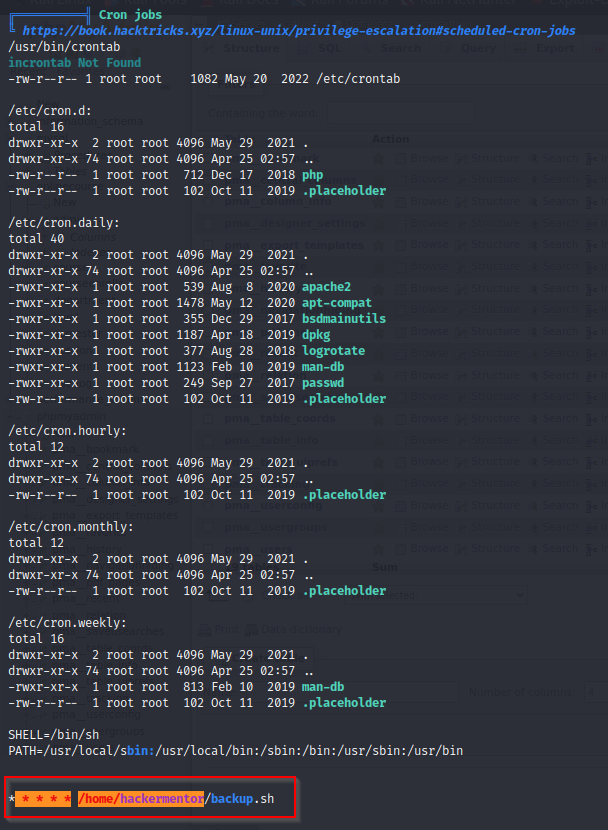 Cron jobs
https://book.hacktricks.xyz/linux-unix/privilege-escalation#scheduled-cron-jobs
/usr/bin/crontab
incrontab Not Found
-rw-r--r-- 1 root root    1082 May 20  2022 /etc/crontab
/etc/cron.d:
total 16
drwxr-xr-x  2 root root 4096 May 29  2021 .
drwxr-xr-x 74 root root 4096 Apr 25 02:57 ..
-rw-r--r--  1 root root  712 Dec 17  2018 php
-rw-r--r--  1 root root  102 Oct 11  2019 .placeholder
/etc/cron.daily:
total 40
drwxr-xr-x  2 root root 4096 May 29  2021 .
drwxr-xr-x 74 root root 4096 Apr 25 02:57 ..
-rwxr-xr-x  1 root root  539 Aug  8  2020 apache2
-rwxr-xr-x  1 root root 1478 May 12  2020 apt-compat
-rwxr-xr-x  1 root root  355 Dec 29  2017 bsdmainutils
-rwxr-xr-x  1 root root 1187 Apr 18  2019 dpkg
-rwxr-xr-x  1 root root  377 Aug 28  2018 logrotate
-rwxr-xr-x  1 root root 1123 Feb 10  2019 man-db
-rwxr-xr-x  1 root root  249 Sep 27  2017 passwd
-rw-r--r--  1 root root  102 Oct 11  2019 .placeholder
/etc/cron.hourly:
total 12
drwxr-xr-x  2 root root 4096 May 29  2021 .
drwxr-xr-x 74 root root 4096 Apr 25 02:57 ..
-rw-r--r--  1 root root  102 Oct 11  2019 .placeholder
/etc/cron.monthly:
total 12
drwxr-xr-x  2 root root 4096 May 29  2021 .
drwxr-xr-x 74 root root 4096 Apr 25 02:57 ..
-rw-r--r--  1 root root  102 Oct 11  2019 .placeholder
/etc/cron.weekly:
total 16
drwxr-xr-x  2 root root 4096 May 29  2021 .
drwxr-xr-x 74 root root 4096 Apr 25 02:57 ..
-rwxr-xr-x  1 root root  813 Feb 10  2019 man-db
-rw-r--r--  1 root root  102 Oct 11  2019 .placeholder
SHELL=/bin/sh
PATH=/usr/local/sbin:/usr/local/bin:/sbin:/bin:/usr/sbin:/usr/bin
* * * * * /home/hackermentor/backup.sh